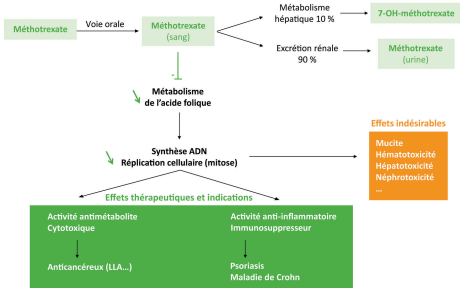 Méthotrexate
Voie orale
Méthotrexate
(sang)
Métabolisme
hépatique 10 %
7-OH-méthotrexate
Excrétion rénale
90 %
Méthotrexate
(urine)
-
Métabolisme
de l'acide folique
Synthèse ADN
Réplication cellulaire (mitose)
Effets indésirables
Mucite
Hématotoxicité
Hépatotoxicité
Néphrotoxicité
...
Effets thérapeutiques et indications
Activité antimétabolite
Cytotoxique
Anticancéreux (LLA...)
Activité anti-inflammatoire
Immunosuppresseur
Psoriasis
Maladie de Crohn